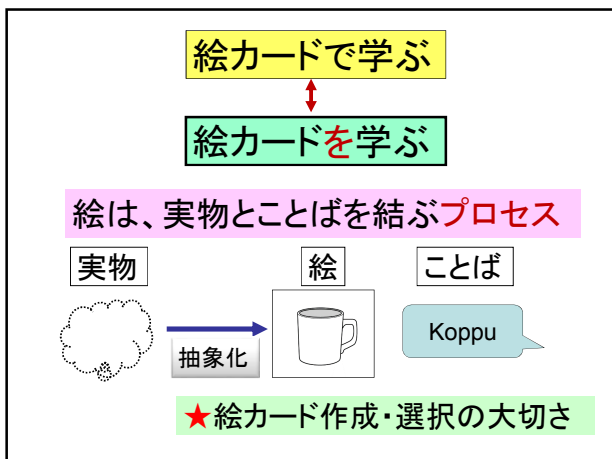 絵カードで学ぶ
絵カードを学ぶ
絵は、実物とことばを結ぶプロセス
実物 絵 ことば
抽象化
Koppu
★絵カード作成・選択の大切さ